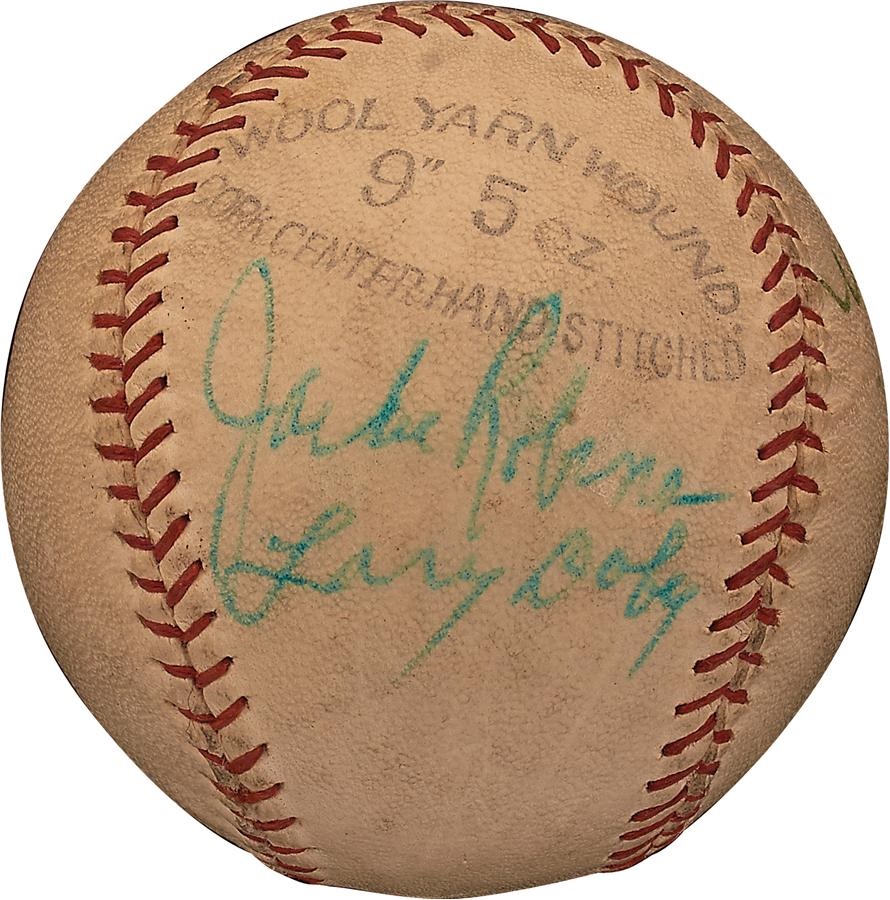 WOOL YARN WOUND
9" 5 OZ
CORK CENTER HAND STITCHED
Jackie Robinson
Larry Doby